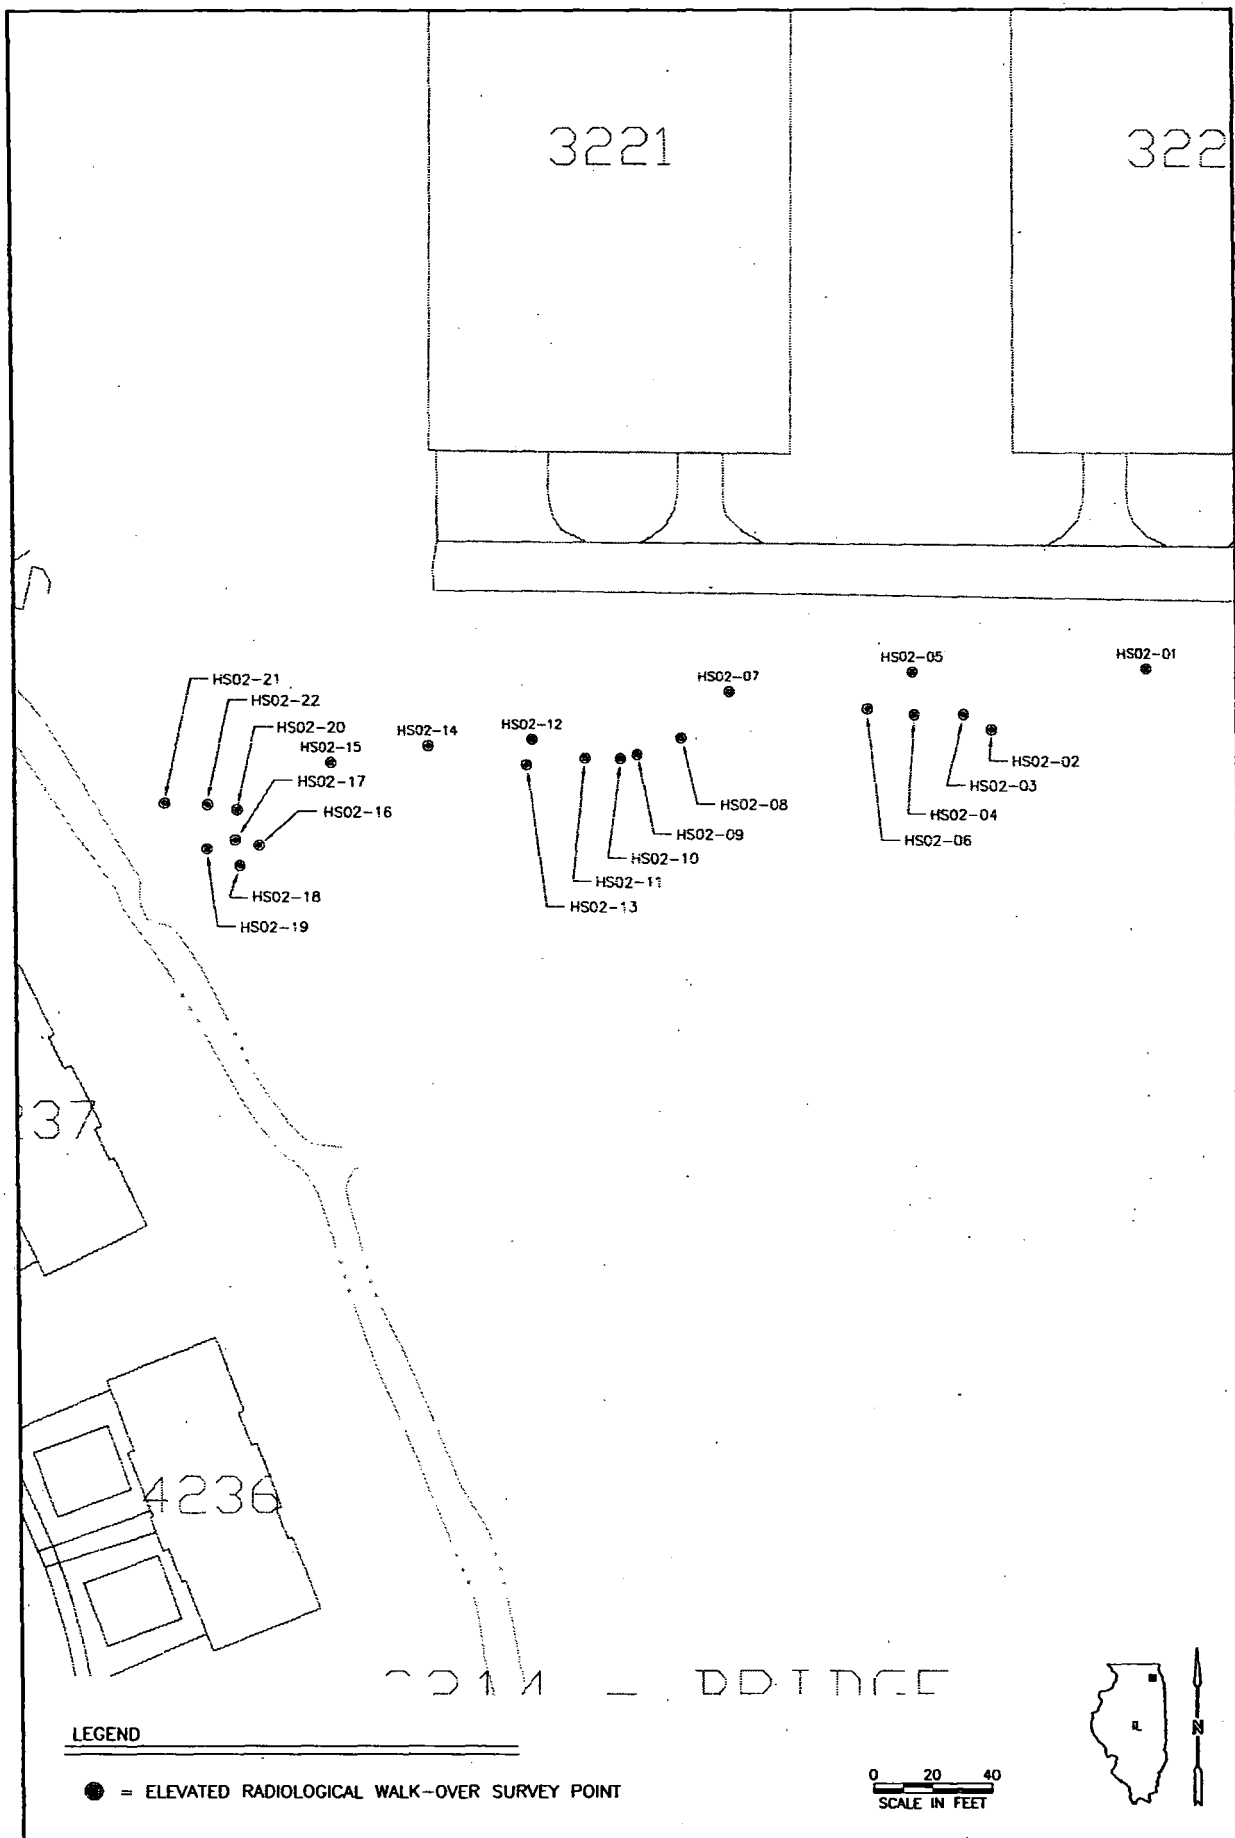 3221
322
HS02-05
HS02-01
HS02-21
HS02-07
HS02-22
HS02-20
HS02-12
HS02-14
HS02-15
HS02-02
HS02-17
HS02-03
HS02-16
HS02-08
HS02-04
HS02-09
HS02-06
HS02-10
HS02-11
HS02-18
HS02-13
HS02-19
37
4236
BRIDGE
N
IL
LEGEND
= ELEVATED RADIOLOGICAL WALK-OVER SURVEY POINT
0 20 40
SCALE IN FEET